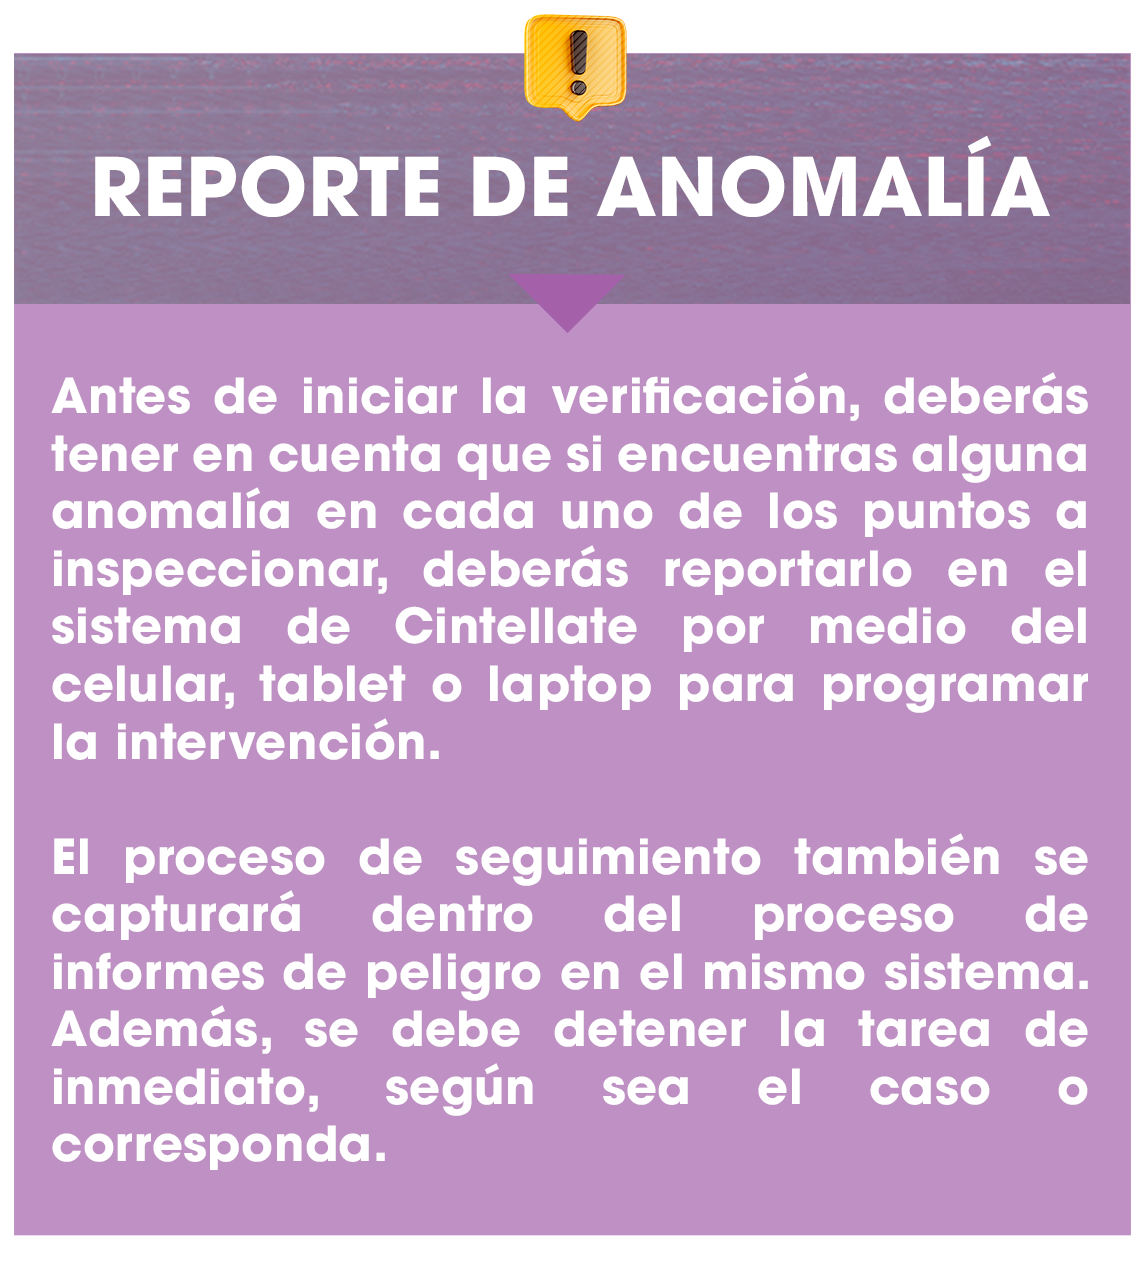 REPORTE DE ANOMALÍA
Antes de iniciar la verificación, deberás
tener en cuenta que si encuentras alguna
anomalía en cada uno de los puntos a
inspeccionar, deberás reportarlo en el
sistema de Cintellate por medio del
celular, tablet o laptop para programar
la intervención.
El proceso de seguimiento también se
capturará dentro del proceso de
informes de peligro en el mismo sistema.
Además, se debe detener la tarea de
inmediato, según sea el caso o
corresponda.